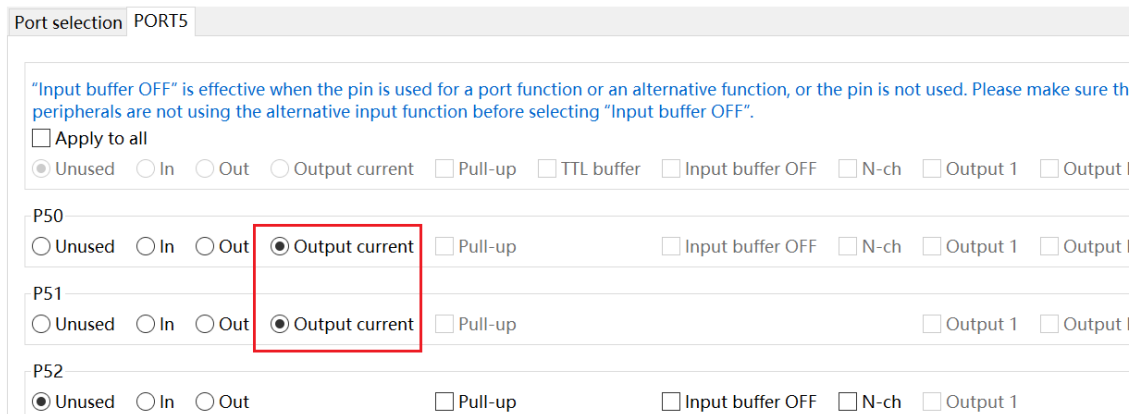 Port selection PORT5
“Input buffer OFF” is effective when the pin is used for a port function or an alternative function, or the pin is not used. Please make sure th
peripherals are not using the alternative input function before selecting “Input buffer OFF”.
Apply to all
Unused In Out Output current Pull-up TTL buffer Input buffer OFF N-ch Output 1 Output
P50
Unused In Out Output current Pull-up Input buffer OFF N-ch Output 1 Output
P51
Unused In Out Output current Pull-up Output 1 Output
P52
Unused In Out Pull-up Input buffer OFF N-ch Output 1